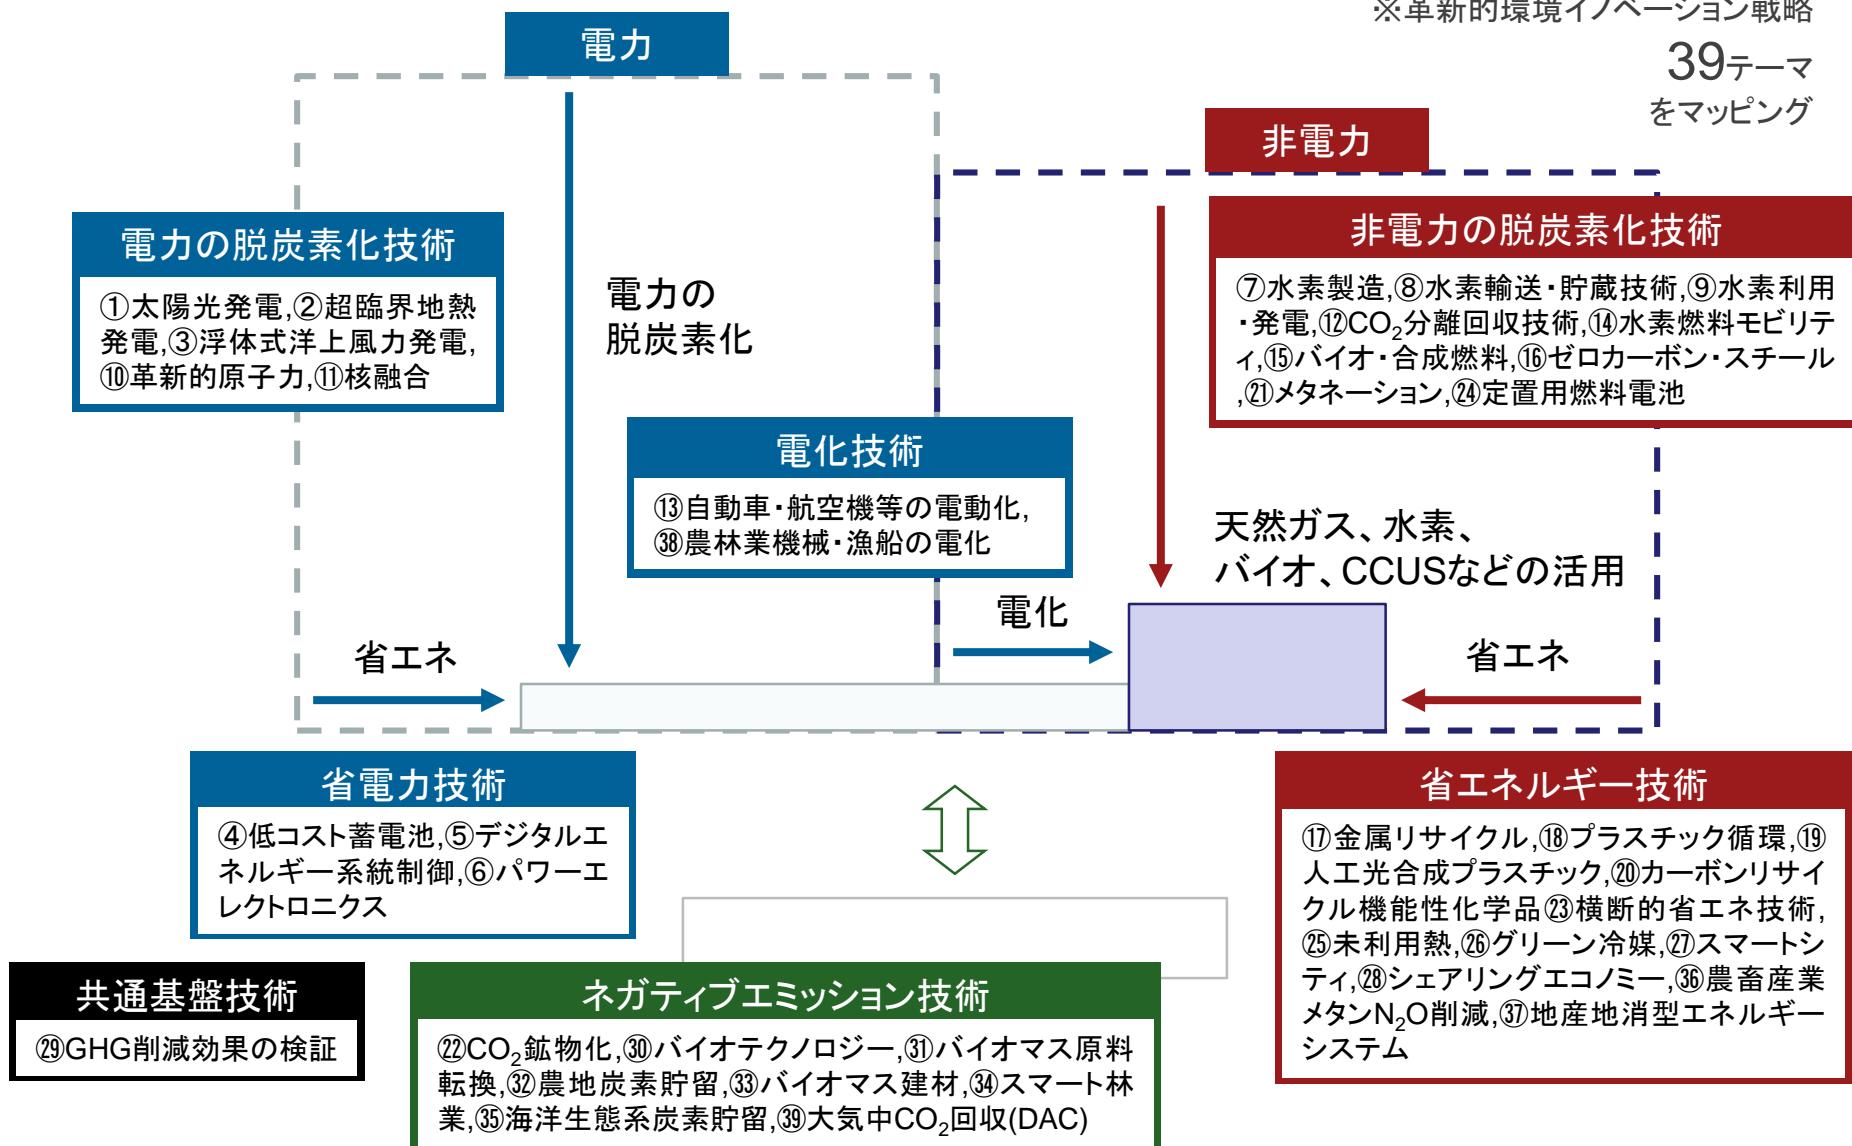 ※革新的環境イノベーション戦略
39テーマ
をマッピング
電力
非電力
電力の脱炭素化技術
①太陽光発電,②超臨界地熱
発電,③浮体式洋上風力発電,
⑩革新的原子力,⑪核融合
電力の
脱炭素化
非電力の脱炭素化技術
⑦水素製造,⑧水素輸送・貯蔵技術,⑨水素利用
・発電,⑫CO₂分離回収技術,⑭水素燃料モビリテ
ィ,⑮バイオ・合成燃料,⑯ゼロカーボン・スチール
,㉑メタネーション,㉔定置用燃料電池
電化技術
⑬自動車・航空機等の電動化,
㊳農林業機械・漁船の電化
天然ガス、水素、
バイオ、CCUSなどの活用
電化
省エネ
省エネ
省電力技術
④低コスト蓄電池,⑤デジタルエ
ネルギー系統制御,⑥パワーエ
レクトロニクス
省エネルギー技術
⑰金属リサイクル,⑱プラスチック循環,⑲
人工光合成プラスチック,⑳カーボンリサイ
クル機能性化学品㉓横断的省エネ技術,
㉕未利用熱,㉖グリーン冷媒,㉗スマートシ
ティ,㉘シェアリングエコノミー,㊱農畜産業
メタンN₂O削減,㊲地産地消型エネルギー
システム
共通基盤技術
㉙GHG削減効果の検証
ネガティブエミッション技術
㉒CO₂鉱物化,㉚バイオテクノロジー,㉛バイオマス原料
転換,㉜農地炭素貯留,㉝バイオマス建材,㉞スマート林
業,㉟海洋生態系炭素貯留,㊴大気中CO₂回収(DAC)